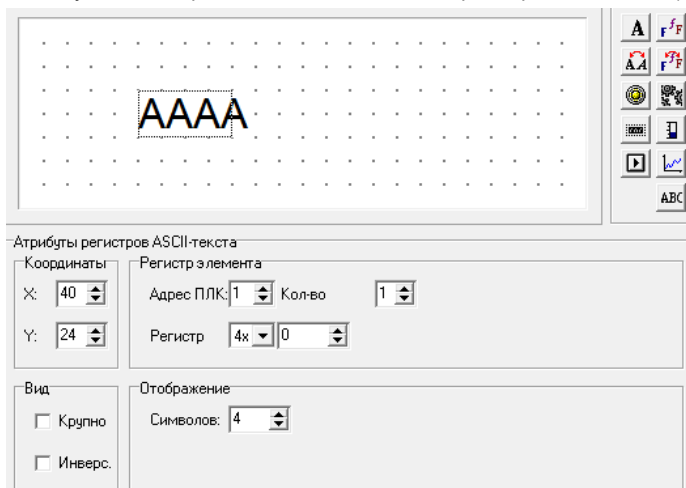 A
F f F
A A
F F
AAAA
ABC
Атрибуты регистров ASCII-текста
Координаты
Регистр элемента
X: 40
Адрес ПЛК: 1 Кол-во 1
Y: 24
Регистр 4x 0
Вид
Отображение
Крупно
Символов: 4
Инверс.